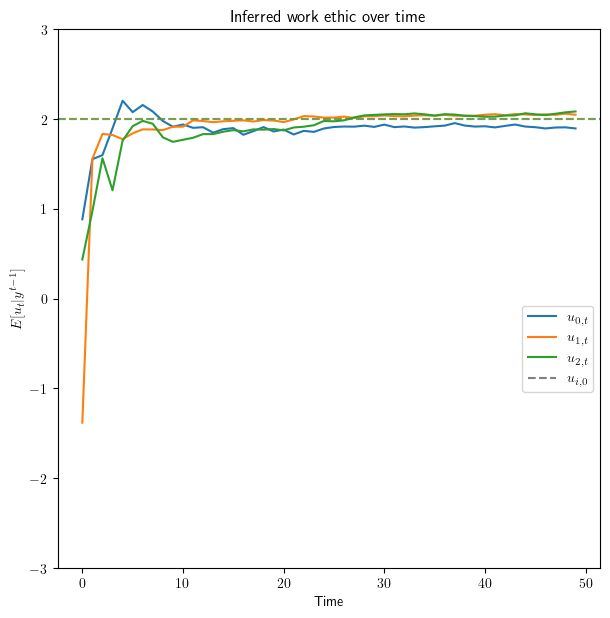 Inferred work ethic over time
3
2
1
0
−1
−2
−3
E[u_t|y^{t−1}]
u_{0,t}
u_{1,t}
u_{2,t}
u_{i,0}
0 10 20 30 40 50
Time